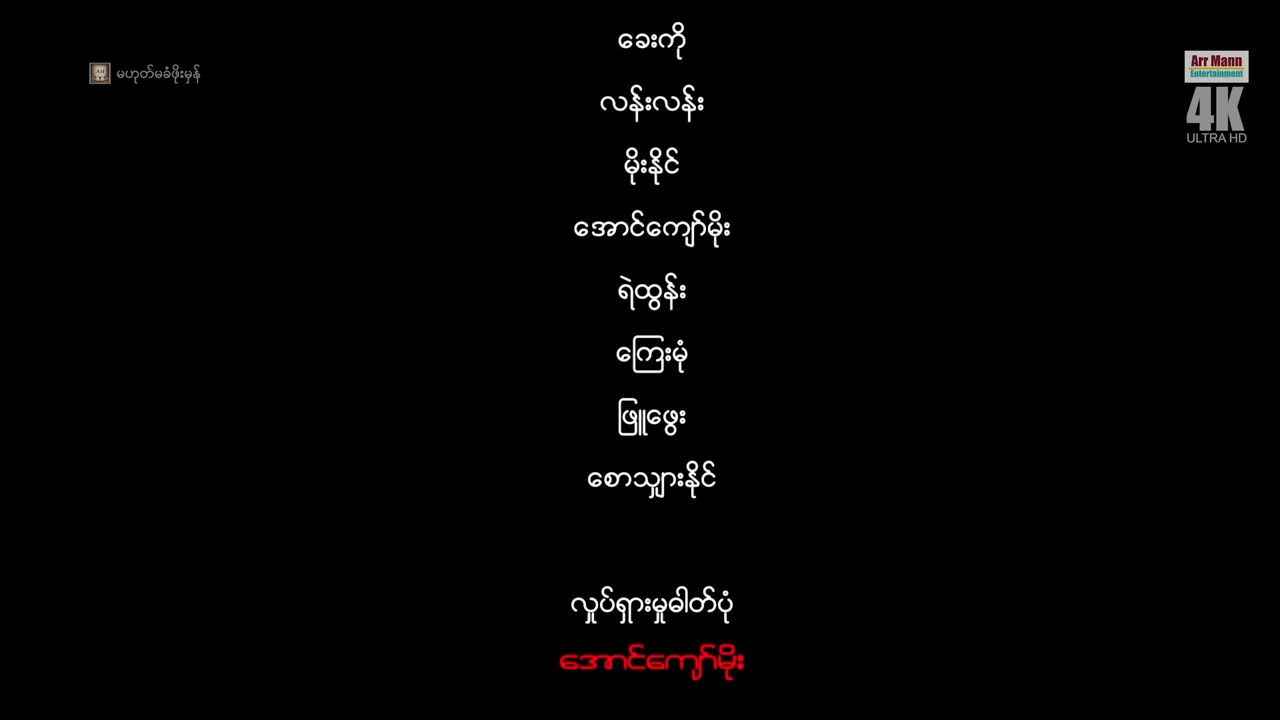 မဟုတ်မခံဖိုးမှန်
Arr Mann
Entertainment
4K
ULTRA HD
ခေးကို
လန်းလန်း
မိုးနိုင်
အောင်ကျော်မိုး
ရဲထွန်း
ကြေးမုံ
ဖြူဖွေး
စောသျှားနိုင်
လှုပ်ရှားမှုဓါတ်ပုံ
အောင်ကျော်မိုး